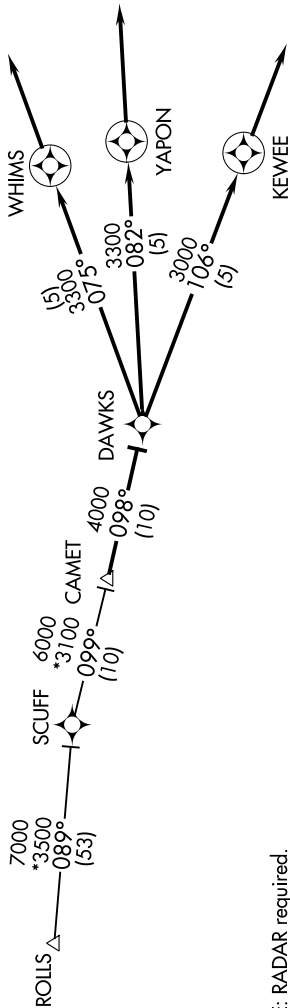 ROLLS
7000
*3500
089°
(53)
SCUFF
6000
*3100
099°
(10)
CAMET
4000
098°
(10)
DAWKS
(5)
3300
075°
WHIMS
3300
082°
(5)
YAPON
3000
106°
(5)
KEWEE
: RADAR required.